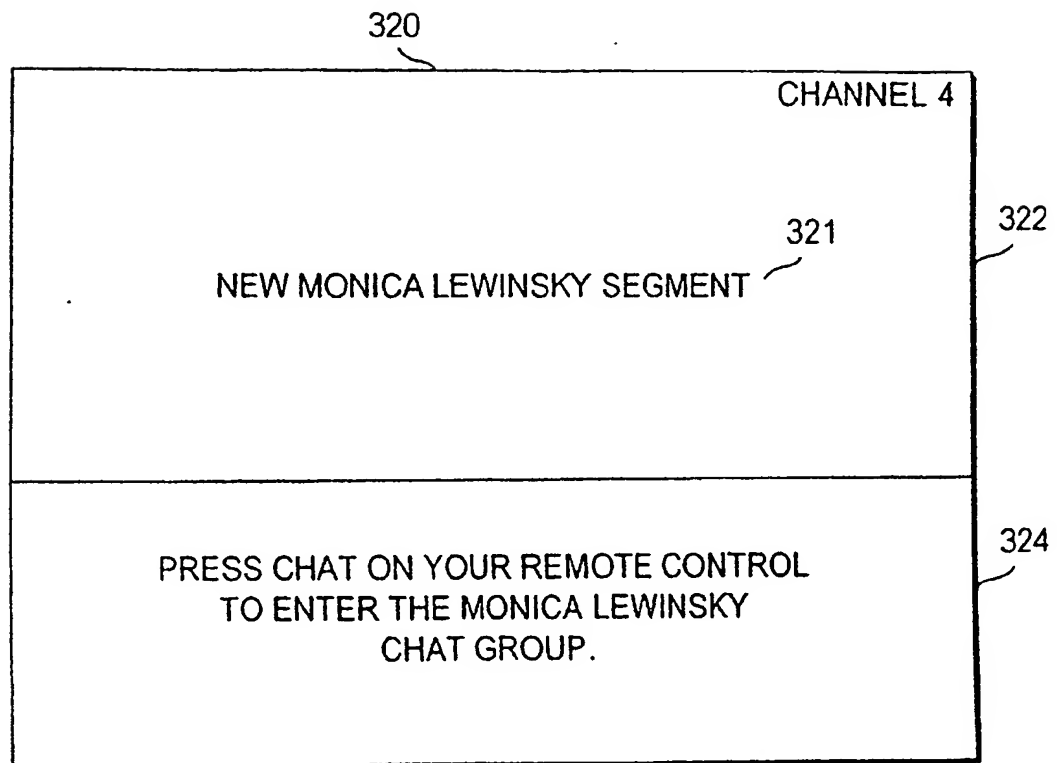 320
CHANNEL 4
322
321
NEW MONICA LEWINSKY SEGMENT
324
PRESS CHAT ON YOUR REMOTE CONTROL
TO ENTER THE MONICA LEWINSKY
CHAT GROUP.